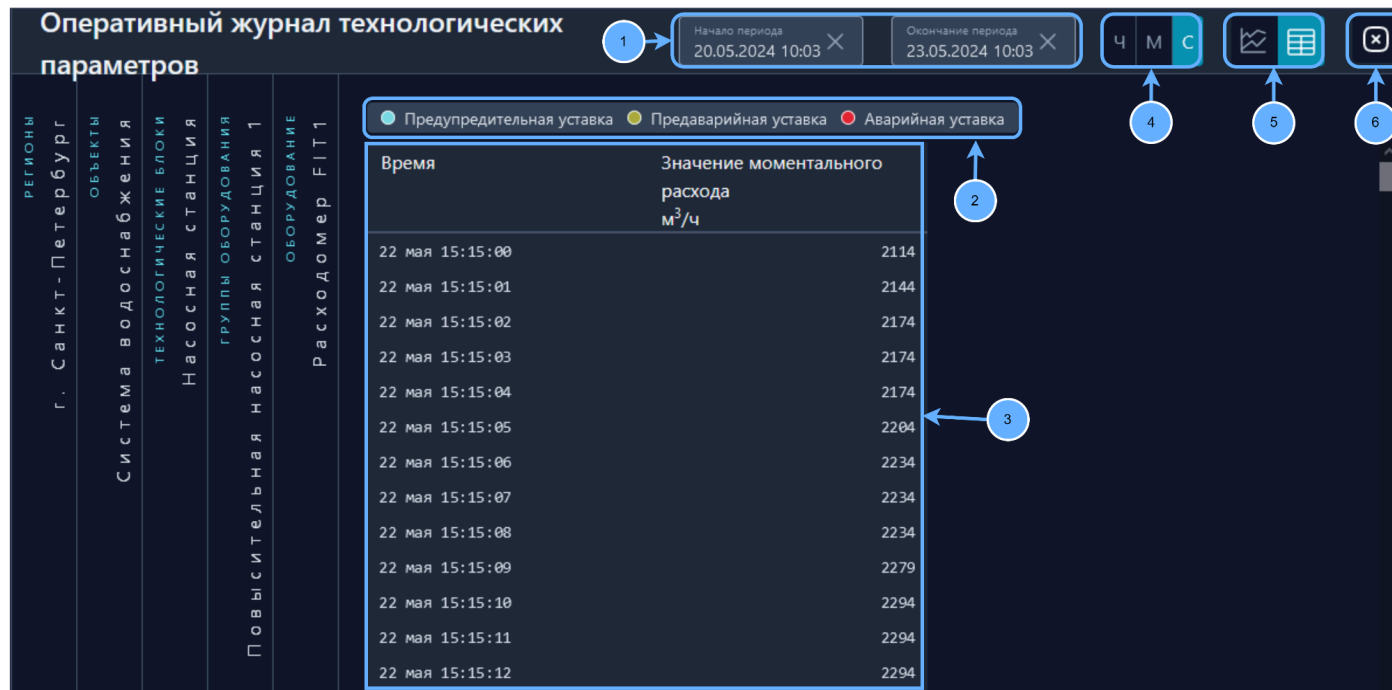 Оперативный журнал технологических
параметров
1
Начало периода
20.05.2024 10:03
Окончание периода
23.05.2024 10:03
Ч М С
4
5
6
РЕГИОНЫ
г. Санкт-Петербург
ОБЪЕКТЫ
Система водоснабжения
ТЕХНОЛОГИЧЕСКИЕ БЛОКИ
Насосная станция
ГРУППЫ ОБОРУДОВАНИЯ
Повысительная насосная станция 1
ОБОРУДОВАНИЕ
Расходомер FIT1
Предупредительная уставка Предаварийная уставка Аварийная уставка
2
Время
Значение моментального
расхода
м³/ч
22 мая 15:15:00 2114
22 мая 15:15:01 2144
22 мая 15:15:02 2174
22 мая 15:15:03 2174
22 мая 15:15:04 2174
22 мая 15:15:05 2204
3
22 мая 15:15:06 2234
22 мая 15:15:07 2234
22 мая 15:15:08 2234
22 мая 15:15:09 2279
22 мая 15:15:10 2294
22 мая 15:15:11 2294
22 мая 15:15:12 2294